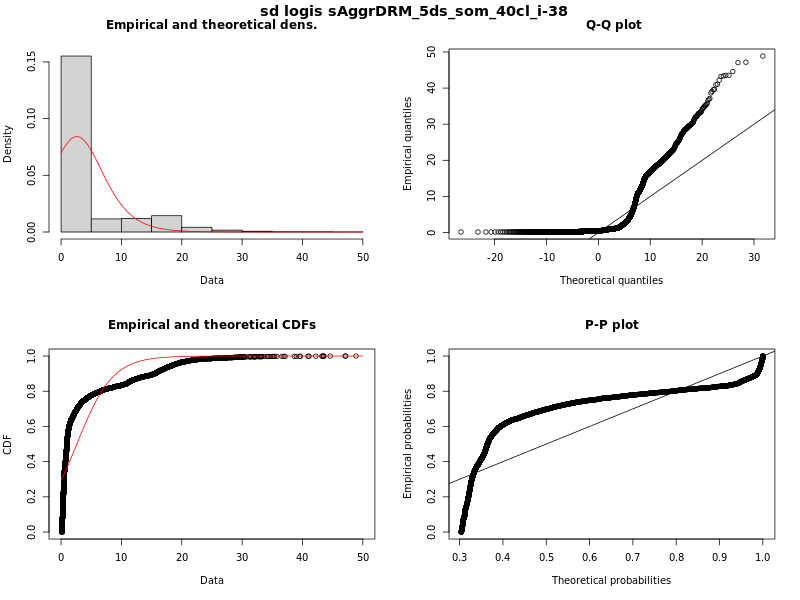 sd logis sAggrDRM_5ds_som_40cl_i-38
Empirical and theoretical dens.
Density
0.00 0.05 0.10 0.15
0 10 20 30 40 50
Data
Q-Q plot
Empirical quantiles
0 10 20 30 40 50
-20 -10 0 10 20 30
Theoretical quantiles
Empirical and theoretical CDFs
CDF
0.0 0.2 0.4 0.6 0.8 1.0
0 10 20 30 40 50
Data
P-P plot
Empirical probabilities
0.0 0.2 0.4 0.6 0.8 1.0
0.3 0.4 0.5 0.6 0.7 0.8 0.9 1.0
Theoretical probabilities